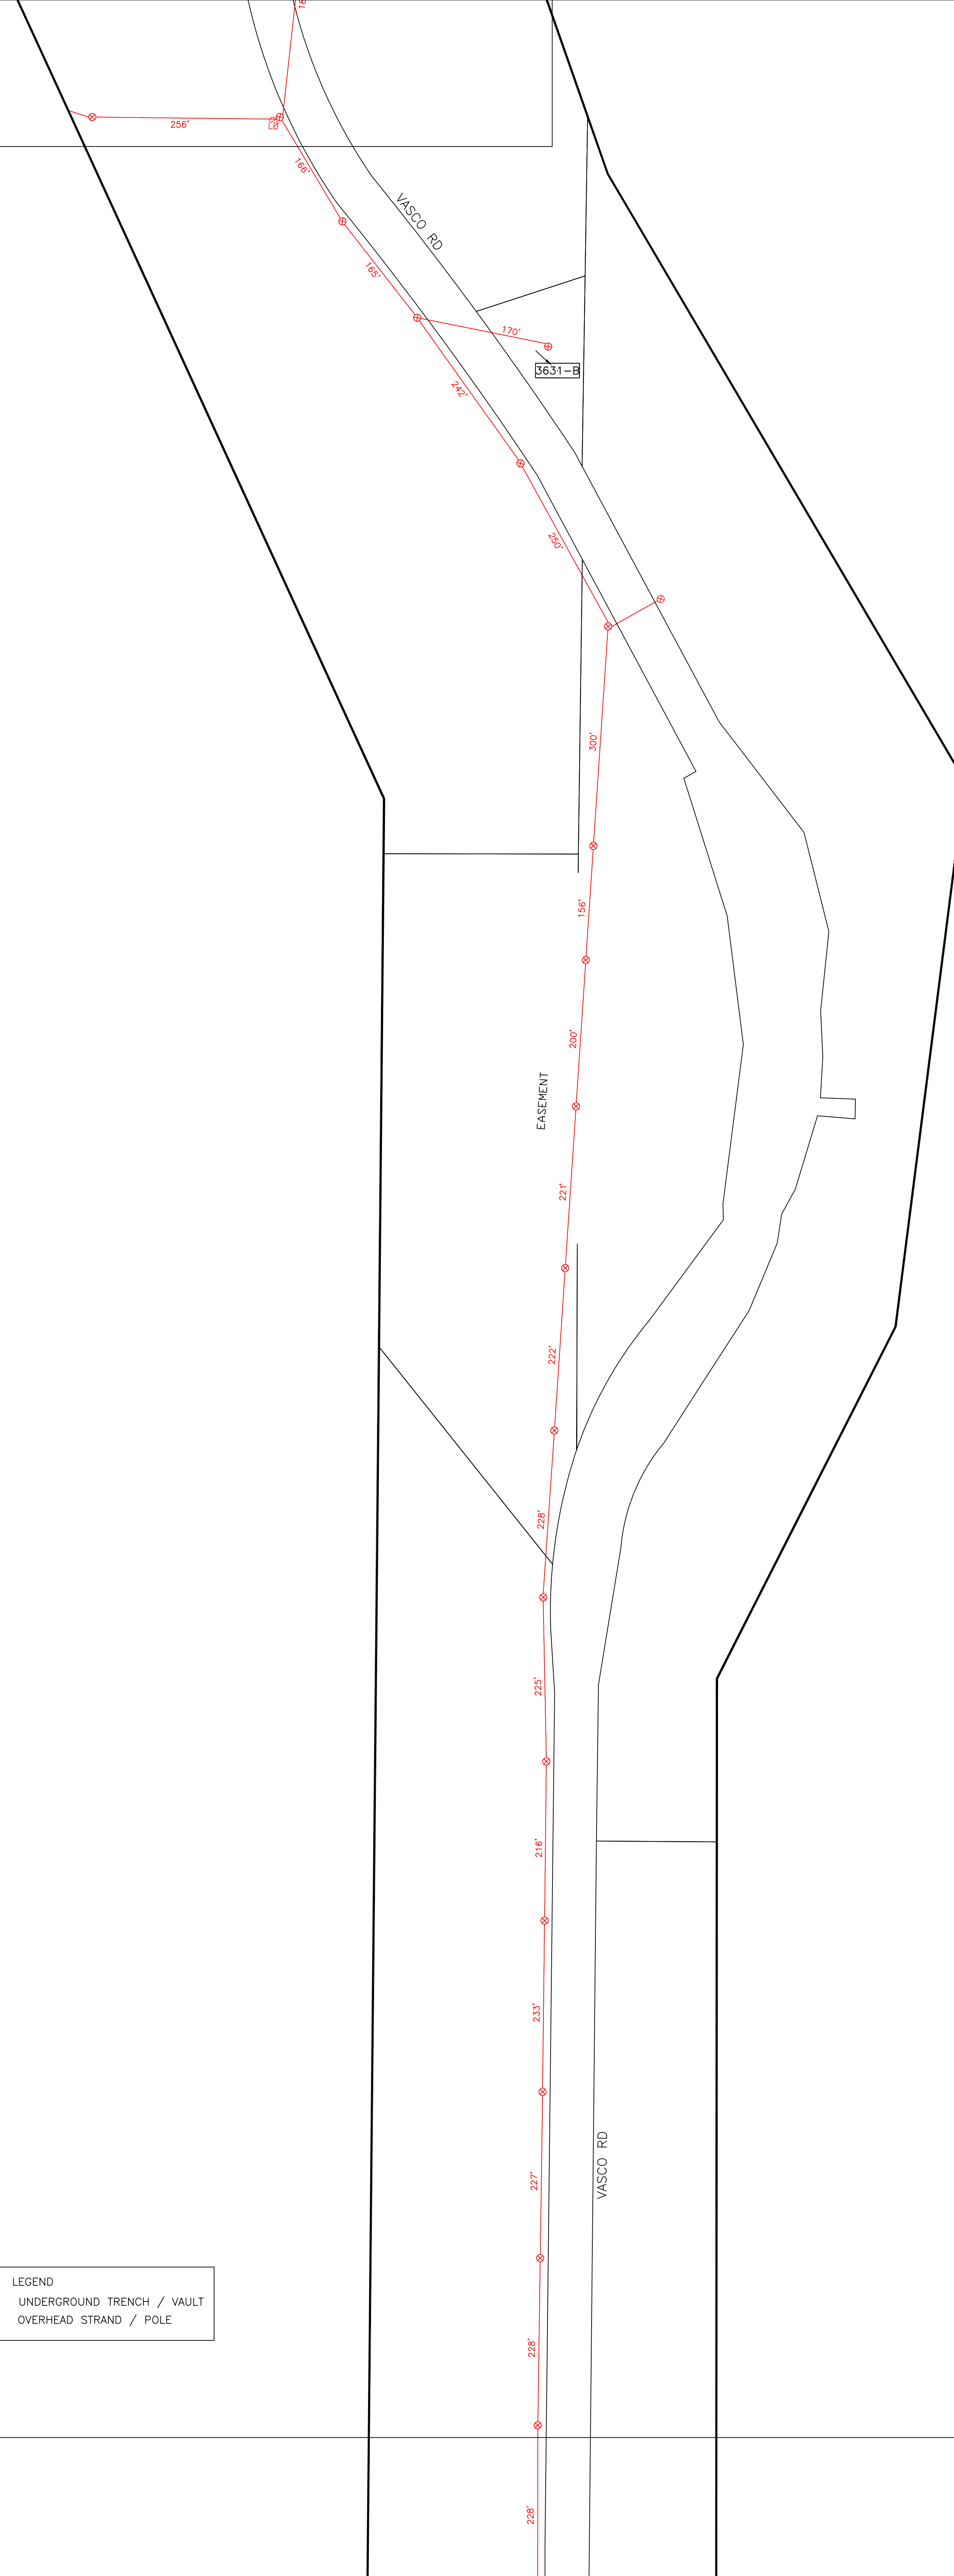 256'
166'
VASCO RD
165'
170'
3631-B
242'
250'
300'
156'
200'
EASEMENT
221'
222'
228'
225'
216'
233'
VASCO RD
227'
LEGEND
UNDERGROUND TRENCH / VAULT
OVERHEAD STRAND / POLE
228'
228'